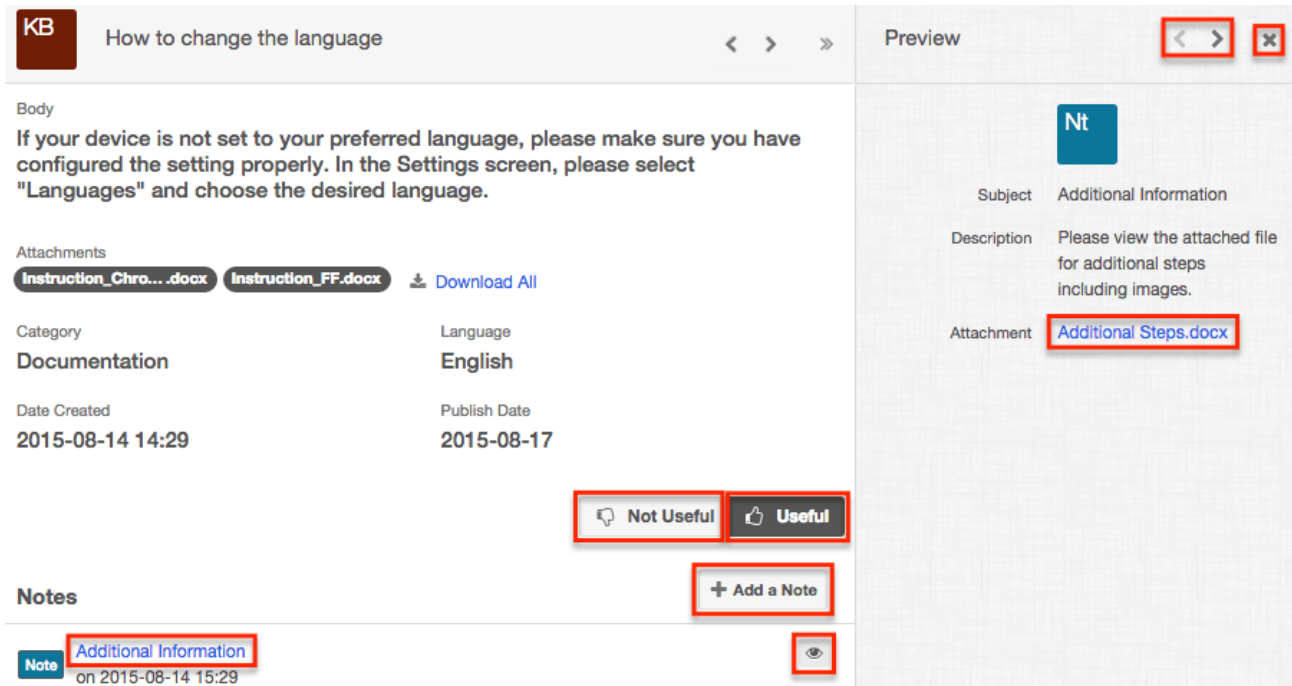 KB
How to change the language
Body
If your device is not set to your preferred language, please make sure you have
configured the setting properly. In the Settings screen, please select
"Languages" and choose the desired language.
Attachments
Instruction_Chro... .docx Instruction_FF.docx Download All
Category Language
Documentation English
Date Created Publish Date
2015-08-14 14:29 2015-08-17
Not Useful Useful
Notes + Add a Note
Note Additional Information
on 2015-08-14 15:29
Preview
Nt
Subject Additional Information
Description Please view the attached file
for additional steps
including images.
Attachment Additional Steps.docx